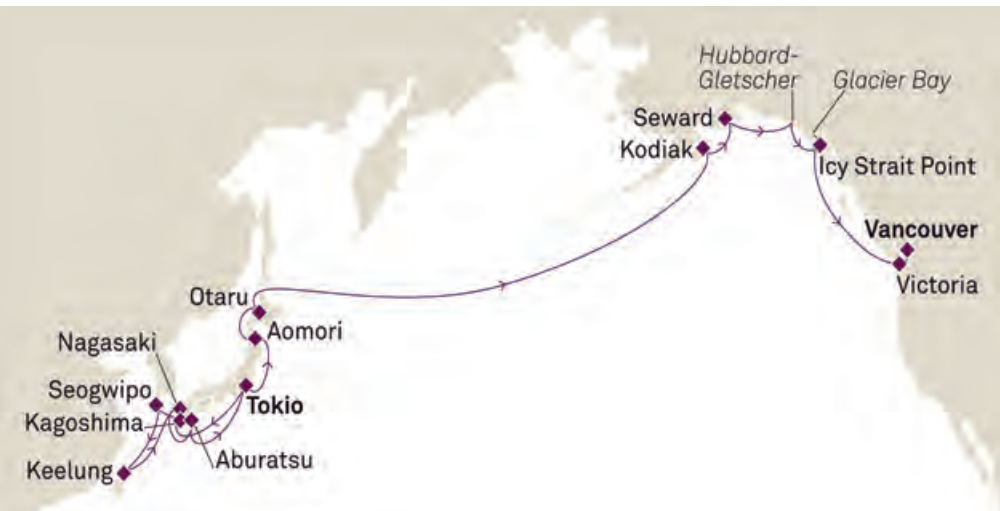 Hubbard-
Gletscher
Glacier Bay
Seward
Kodiak
Icy Strait Point
Vancouver
Victoria
Otaru
Aomori
Nagasaki
Seogwipo
Tokio
Kagoshima
Aburatsu
Keelung